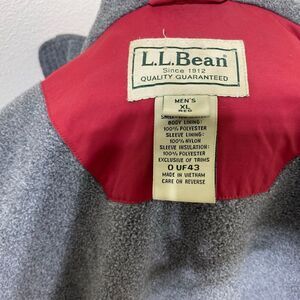 L.L.Bean
Since 1912
QUALITY GUARANTEED
MEN'S
XL
REG
BODY LINING:
100% POLYESTER
SLEEVE LINING:
100% NYLON
SLEEVE INSULATION:
100% POLYESTER
EXCLUSIVE OF TRIMS
0 UF43
MADE IN VIETNAM
CARE ON REVERSE